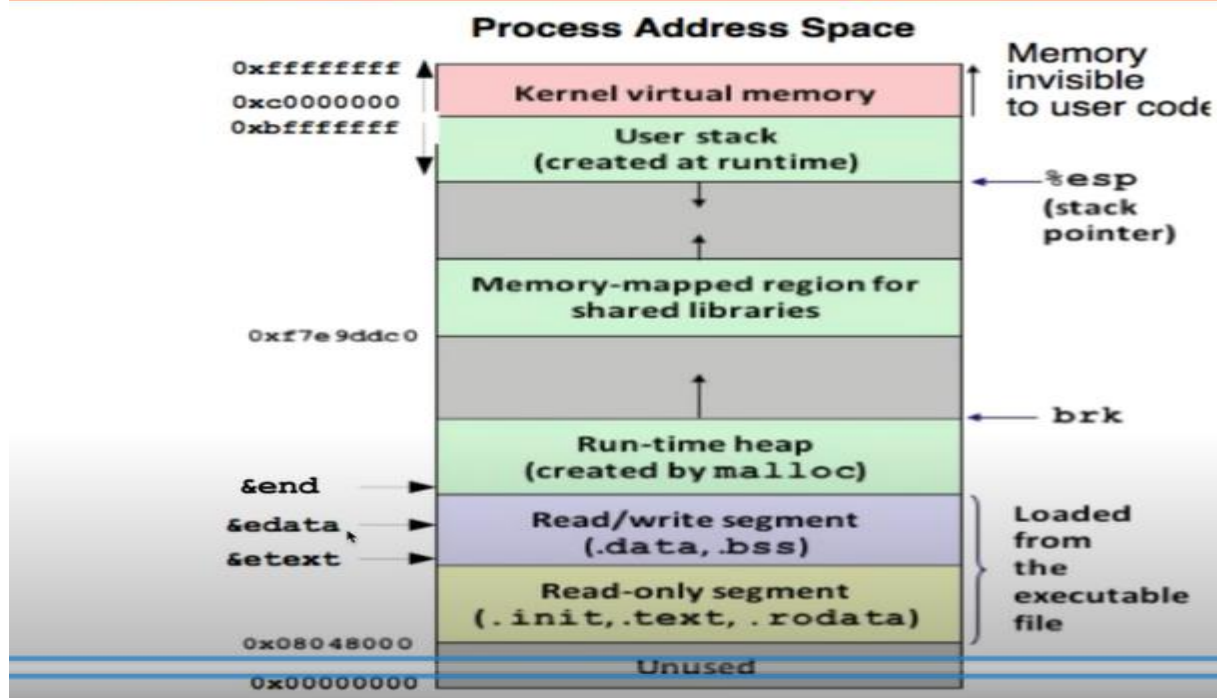 Process Address Space
0xffffffff
0xc0000000
0xbfffffff
Kernel virtual memory
Memory
invisible
to user code
User stack
(created at runtime)
%esp
(stack
pointer)
Memory-mapped region for
shared libraries
0xf7e9ddc0
brk
Run-time heap
(created by malloc)
&end
&edata
&etext
Read/write segment
(.data, .bss)
Read-only segment
(.init, .text, .rodata)
Loaded
from
the
executable
file
0x08048000
Unused
0x00000000